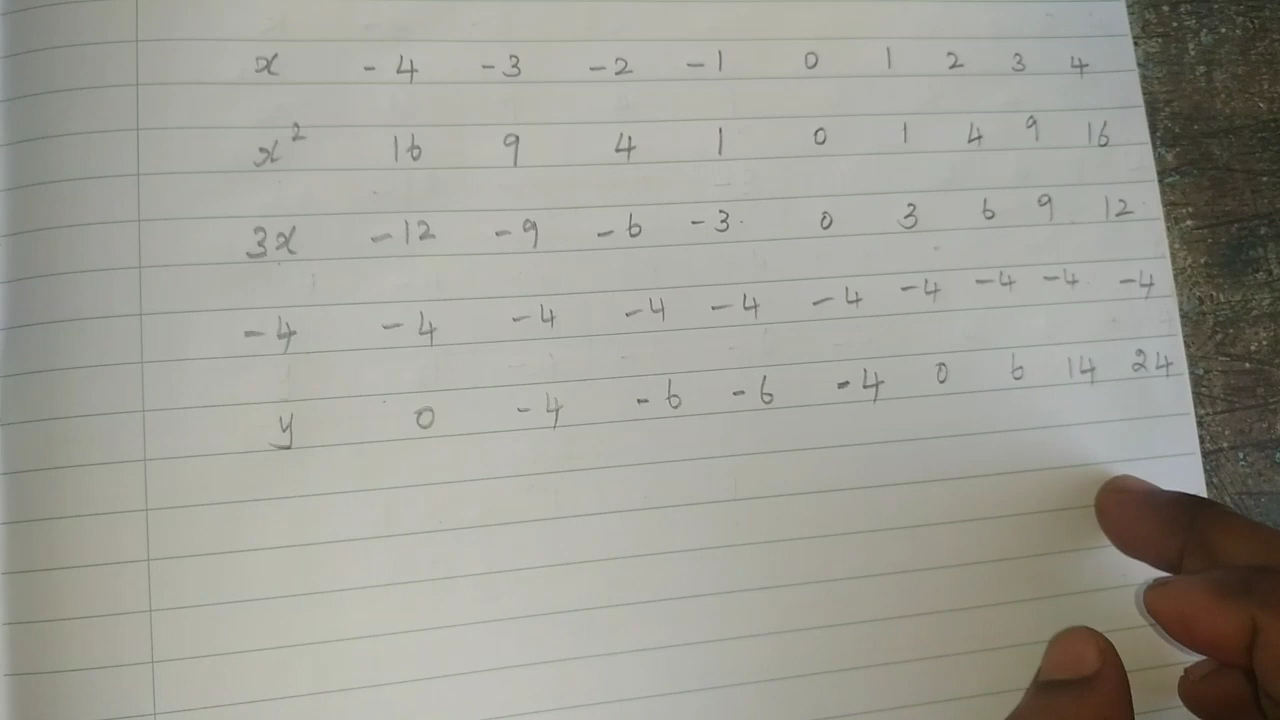 x -4 -3 -2 -1 0 1 2 3 4
x² 16 9 4 1 0 1 4 9 16
3x -12 -9 -6 -3 0 3 6 9 12
-4 -4 -4 -4 -4 -4 -4 -4 -4 -4
y 0 -4 -6 -6 -4 0 6 14 24